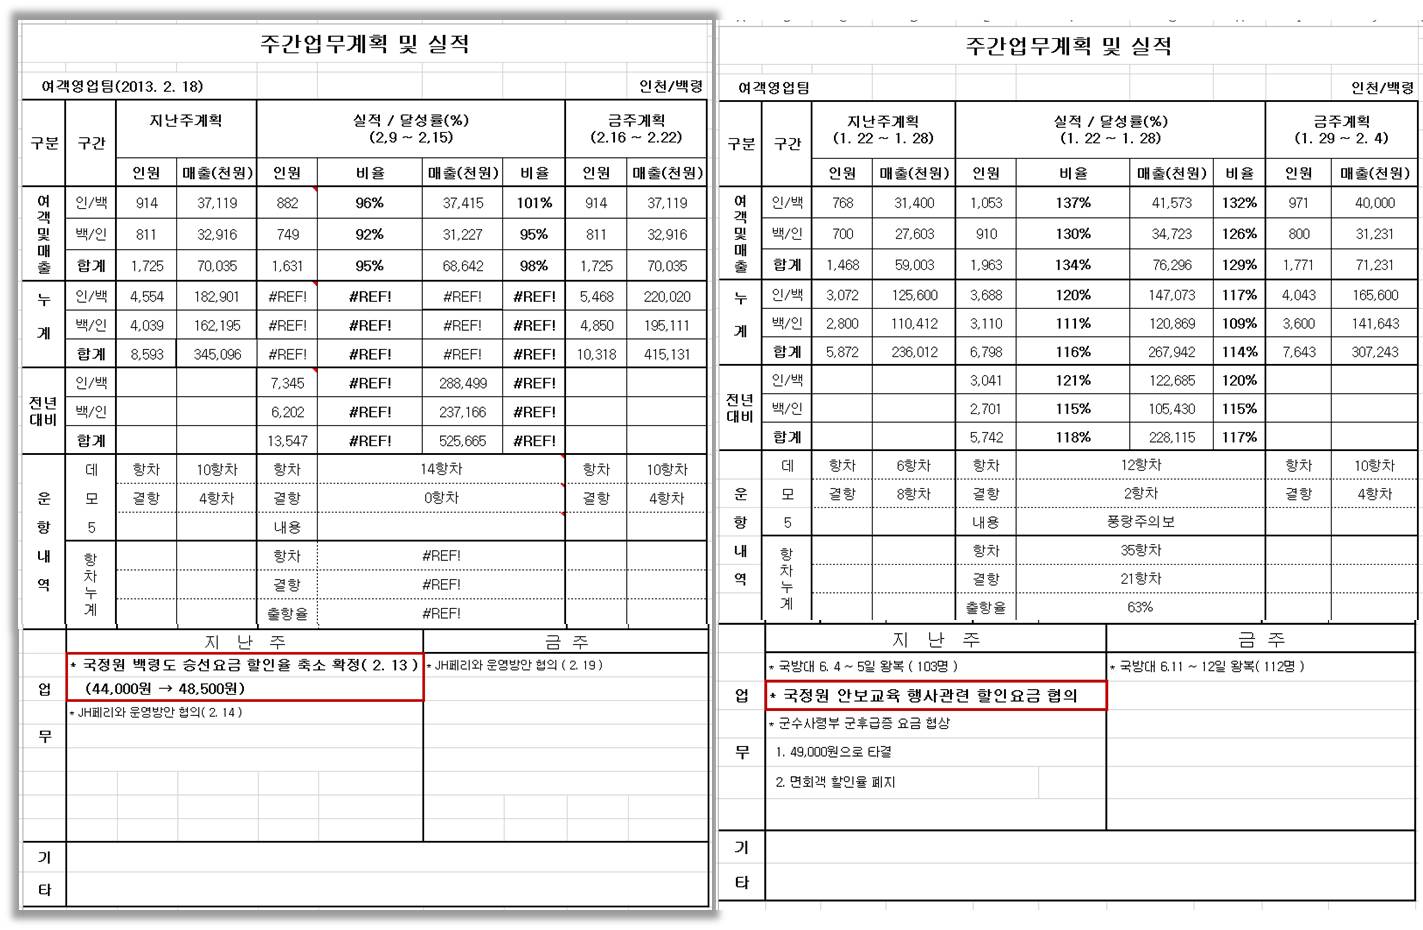 주간업무계획 및 실적
여객영업팀(2013. 2. 18) 인천/백령
구분 구간 지난주계획 실적 / 달성률(%) 금주계획
(2.9 ~ 2.15) (2.16 ~ 2.22)
인원 매출(천원) 인원 비율 매출(천원) 비율 인원 매출(천원)
여객및매출
인/백 914 37,119 882 96% 37,415 101% 914 37,119
백/인 811 32,916 749 92% 31,227 95% 811 32,916
합계 1,725 70,035 1,631 95% 68,642 98% 1,725 70,035
누계
인/백 4,554 182,901 #REF! #REF! #REF! #REF! 5,468 220,020
백/인 4,039 162,195 #REF! #REF! #REF! #REF! 4,850 195,111
합계 8,593 345,096 #REF! #REF! #REF! #REF! 10,318 415,131
전년
대비
인/백 7,345 #REF! 288,499 #REF!
백/인 6,202 #REF! 237,166 #REF!
합계 13,547 #REF! 525,665 #REF!
운항내역
데 항차 10항차 항차 14항차 항차 10항차
모 결항 4항차 결항 0항차 결항 4항차
5 내용
항차누계
항차 #REF!
결항 #REF!
출항율 #REF!
업무
지 난 주 금 주
* 국정원 백령도 승선요금 할인율 축소 확정( 2. 13 ) * JH페리와 운영방안 협의 ( 2. 19 )
(44,000원 → 48,500원)
* JH페리와 운영방안 협의( 2. 14 )
기타
주간업무계획 및 실적
여객영업팀 인천/백령
구분 구간 지난주계획 실적 / 달성률(%) 금주계획
(1. 22 ~ 1. 28) (1. 22 ~ 1. 28) (1. 29 ~ 2. 4)
인원 매출(천원) 인원 비율 매출(천원) 비율 인원 매출(천원)
여객및매출
인/백 768 31,400 1,053 137% 41,573 132% 971 40,000
백/인 700 27,603 910 130% 34,723 126% 800 31,231
합계 1,468 59,003 1,963 134% 76,296 129% 1,771 71,231
누계
인/백 3,072 125,600 3,688 120% 147,073 117% 4,043 165,600
백/인 2,800 110,412 3,110 111% 120,869 109% 3,600 141,643
합계 5,872 236,012 6,798 116% 267,942 114% 7,643 307,243
전년
대비
인/백 3,041 121% 122,685 120%
백/인 2,701 115% 105,430 115%
합계 5,742 118% 228,115 117%
운항내역
데 항차 6항차 항차 12항차 항차 10항차
모 결항 8항차 결항 2항차 결항 4항차
5 내용 풍랑주의보
항차누계
항차 35항차
결항 21항차
출항율 63%
업무
지 난 주 금 주
* 국방대 6. 4 ~ 5일 왕복 ( 103명 ) * 국방대 6.11 ~ 12일 왕복( 112명 )
* 국정원 안보교육 행사관련 할인요금 협의
* 군수사령부 군후급증 요금 협상
1. 49,000원으로 타결
2. 면회객 할인율 폐지
기타